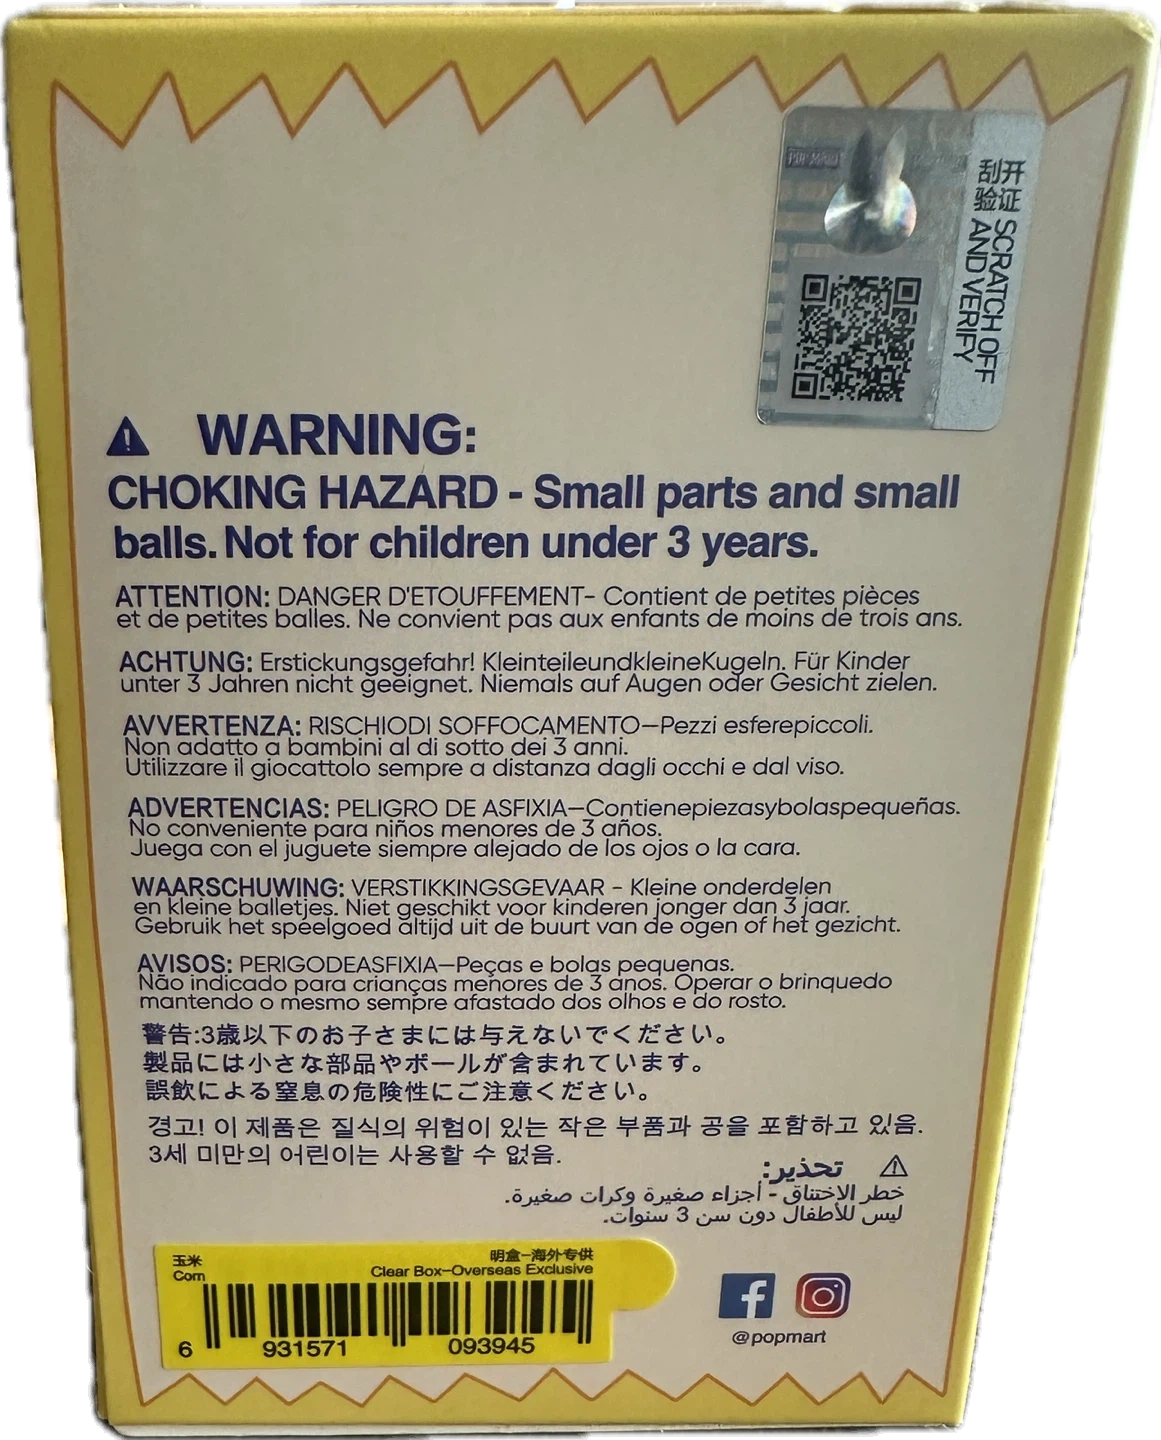 POP MART
刮开
验证
SCRATCH OFF
AND VERIFY
WARNING:
CHOKING HAZARD - Small parts and small
balls. Not for children under 3 years.
ATTENTION: DANGER D'ETOUFFEMENT- Contient de petites pièces
et de petites balles. Ne convient pas aux enfants de moins de trois ans.
ACHTUNG: Erstickungsgefahr! KleinteileundkleineKugeln. Für Kinder
unter 3 Jahren nicht geeignet. Niemals auf Augen oder Gesicht zielen.
AVVERTENZA: RISCHIODI SOFFOCAMENTO—Pezzi esferepiccoli.
Non adatto a bambini al di sotto dei 3 anni.
Utilizzare il giocattolo sempre a distanza dagli occhi e dal viso.
ADVERTENCIAS: PELIGRO DE ASFIXIA—Contienepiezasybolaspequeñas.
No conveniente para niños menores de 3 años.
Juega con el juguete siempre alejado de los ojos o la cara.
WAARSCHUWING: VERSTIKKINGSGEVAAR - Kleine onderdelen
en kleine balletjes. Niet geschikt voor kinderen jonger dan 3 jaar.
Gebruik het speelgoed altijd uit de buurt van de ogen of het gezicht.
AVISOS: PERIGODEASFIXIA—Peças e bolas pequenas.
Não indicado para crianças menores de 3 anos. Operar o brinquedo
mantendo o mesmo sempre afastado dos olhos e do rosto.
警告:3歳以下のお子さまには与えないでください。
製品には小さな部品やボールが含まれています。
誤飲による窒息の危険性にご注意ください。
경고! 이 제품은 질식의 위험이 있는 작은 부품과 공을 포함하고 있음.
3세 미만의 어린이는 사용할 수 없음.
تحذير:
خطر الاختناق - أجزاء صغيرة وكرات صغيرة.
ليس للأطفال دون سن 3 سنوات.
玉米
Corn
明盒—海外专供
Clear Box—Overseas Exclusive
6 931571 093945
@popmart